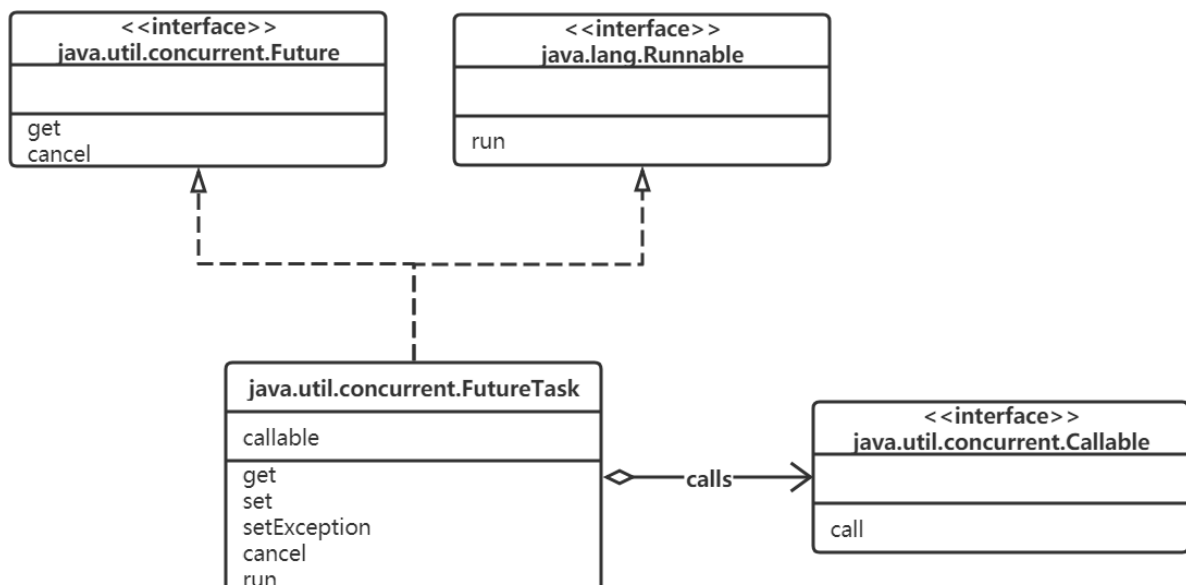 <<interface>>
java.util.concurrent.Future
get
cancel
<<interface>>
java.lang.Runnable
run
java.util.concurrent.FutureTask
callable
get
set
setException
cancel
run
calls
<<interface>>
java.util.concurrent.Callable
call